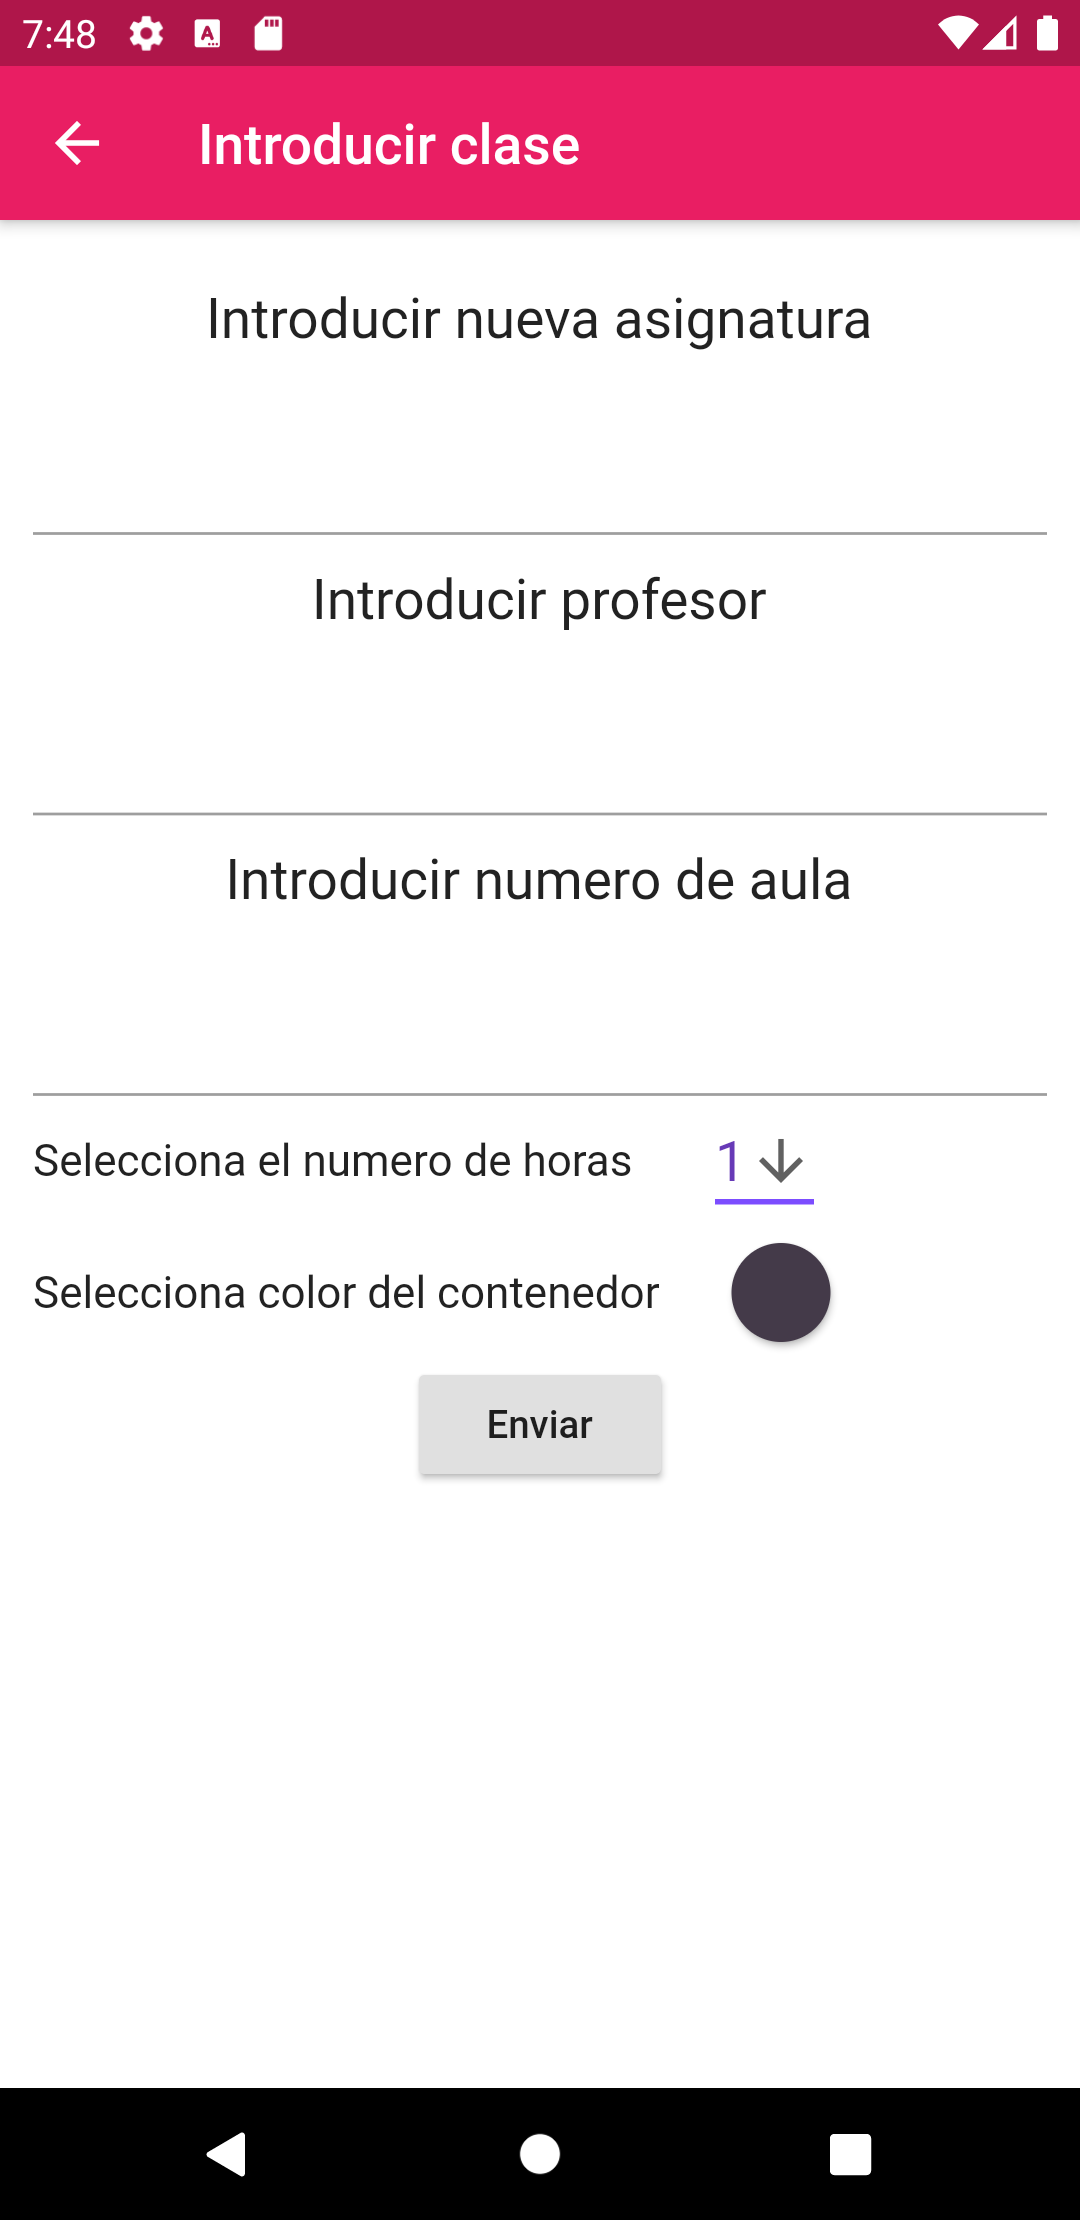 7:48
Introducir clase
Introducir nueva asignatura
Introducir profesor
Introducir numero de aula
Selecciona el numero de horas 1
Selecciona color del contenedor
Enviar